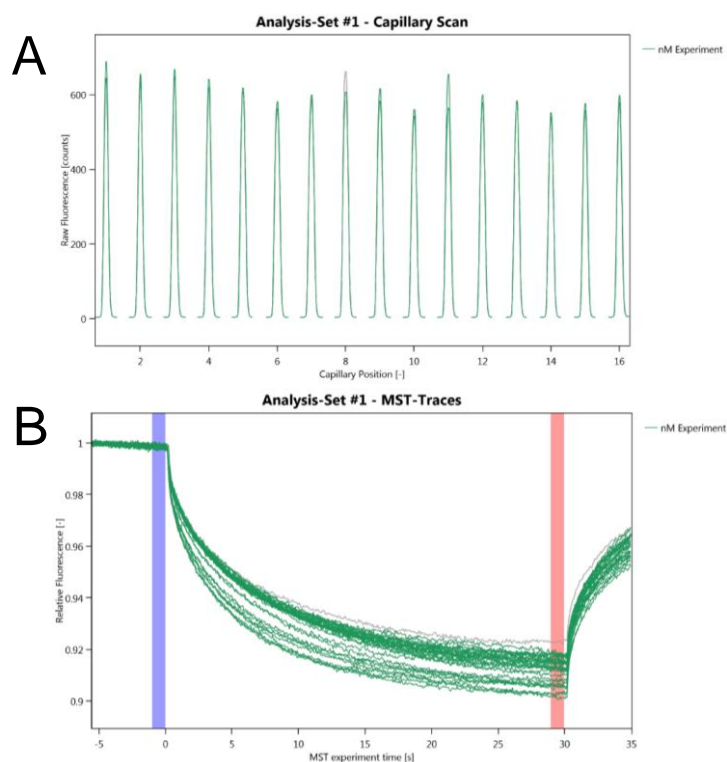 A
Analysis-Set #1 - Capillary Scan
nM Experiment
Raw Fluorescence [counts]
600
400
200
0
2 4 6 8 10 12 14 16
Capillary Position [-]
B
Analysis-Set #1 - MST-Traces
nM Experiment
Relative Fluorescence [-]
1
0.98
0.96
0.94
0.92
0.9
-5 0 5 10 15 20 25 30 35
MST experiment time [s]